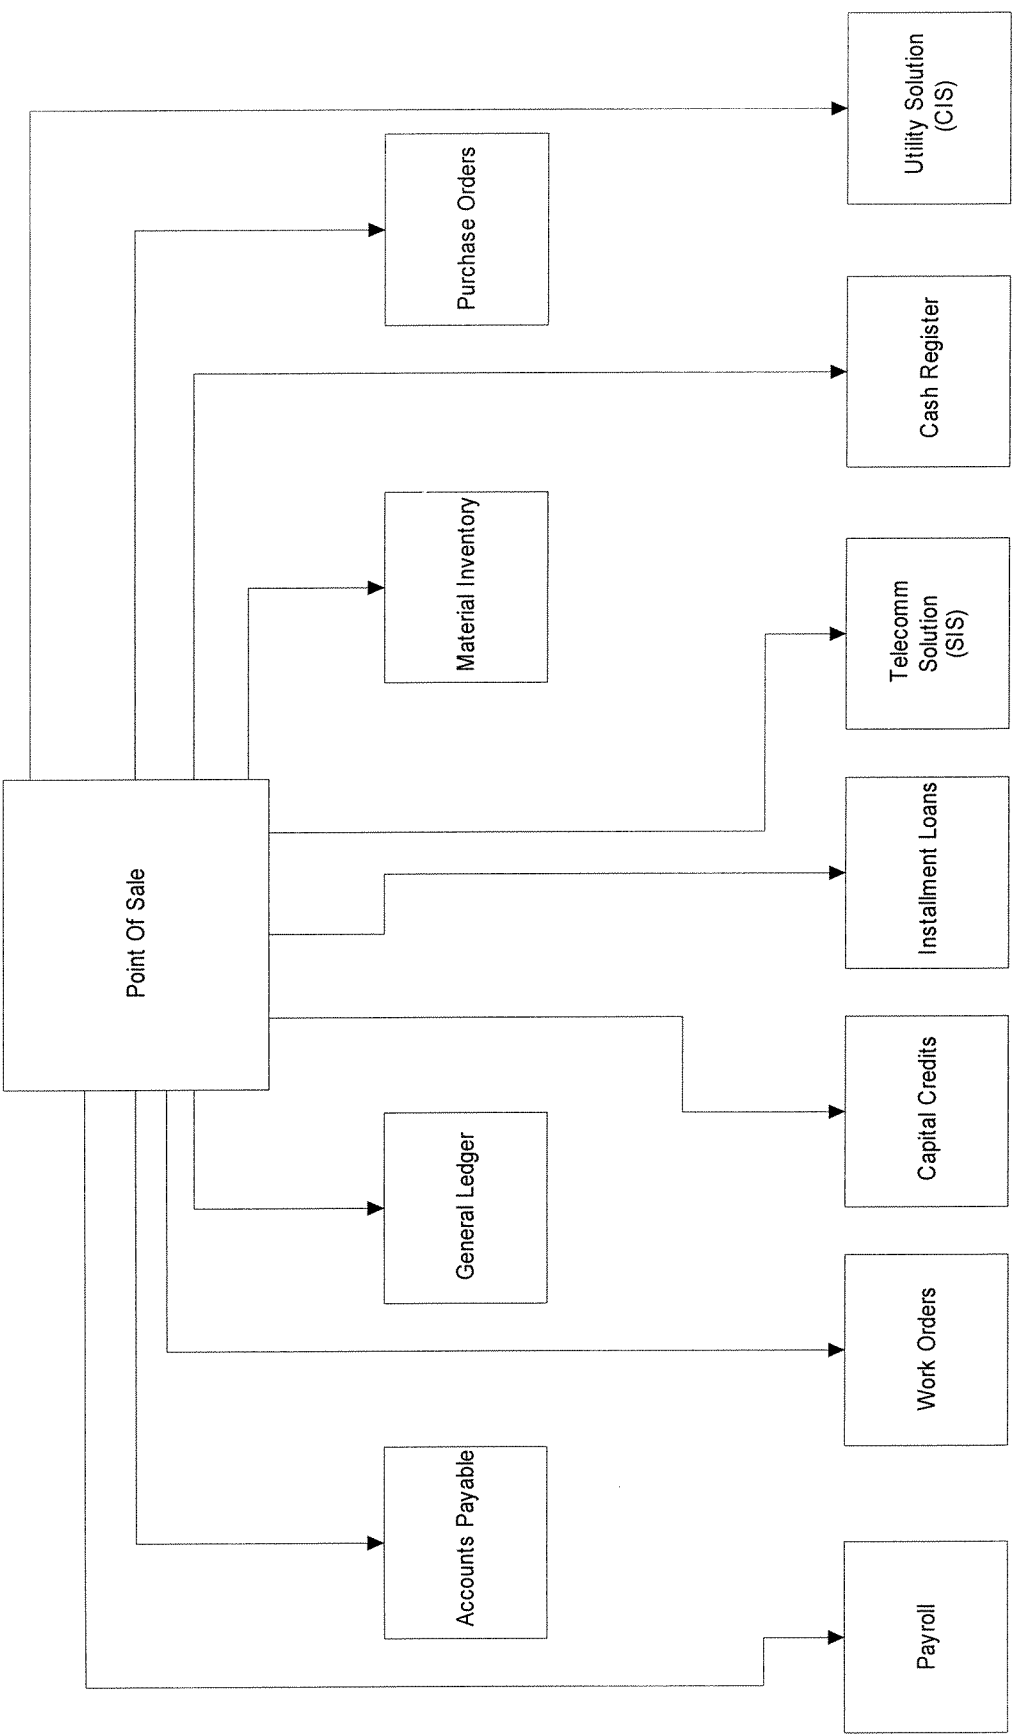 Point Of Sale
Accounts Payable
General Ledger
Material Inventory
Purchase Orders
Payroll
Work Orders
Capital Credits
Installment Loans
Telecomm
Solution
(SIS)
Cash Register
Utility Solution
(CIS)